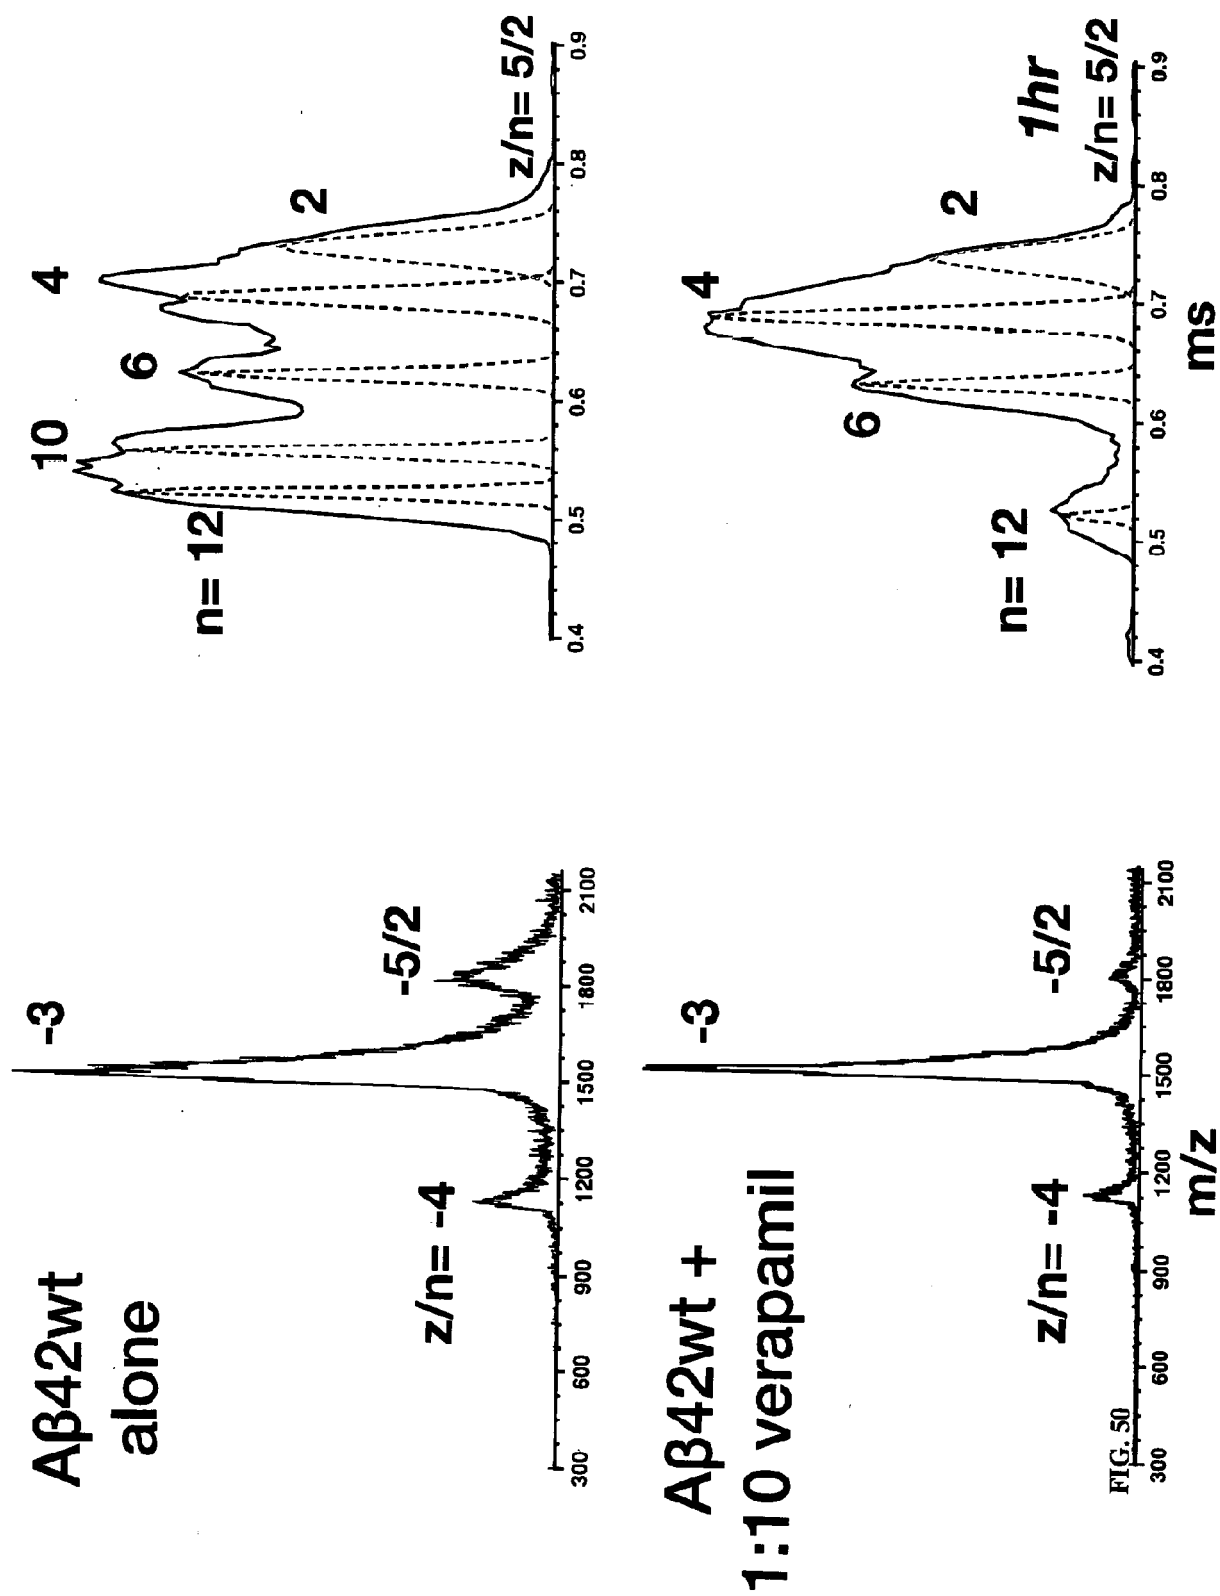 Aβ42wt
alone
-3
z/n= -4
-5/2
300 600 900 1200 1500 1800 2100
n= 12
10
6
4
2
z/n= 5/2
0.4 0.5 0.6 0.7 0.8 0.9
Aβ42wt +
1:10 verapamil
-3
z/n= -4
-5/2
FIG. 50
300 600 900 1200 1500 1800 2100
m/z
n= 12
6
4
2
1hr
z/n= 5/2
0.4 0.5 0.6 0.7 0.8 0.9
ms